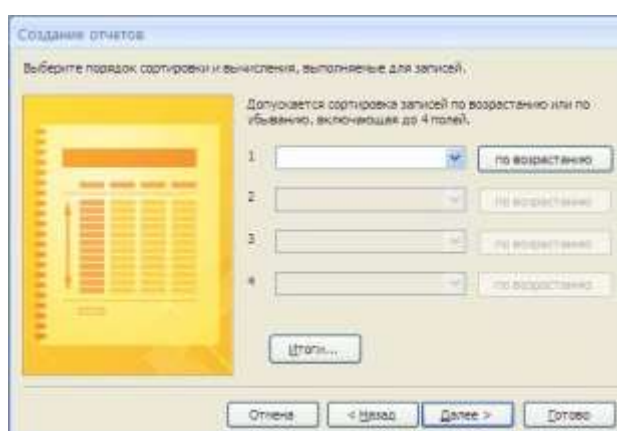 Создание отчетов
Выберите порядок сортировки и вычисления, выполняемые для записей.
Допускается сортировка записей по возрастанию или по
убыванию, включающая до 4 полей.
1 по возрастанию
2 по возрастанию
3 по возрастанию
4 по возрастанию
Итоги...
Отмена < Назад Далее > Готово